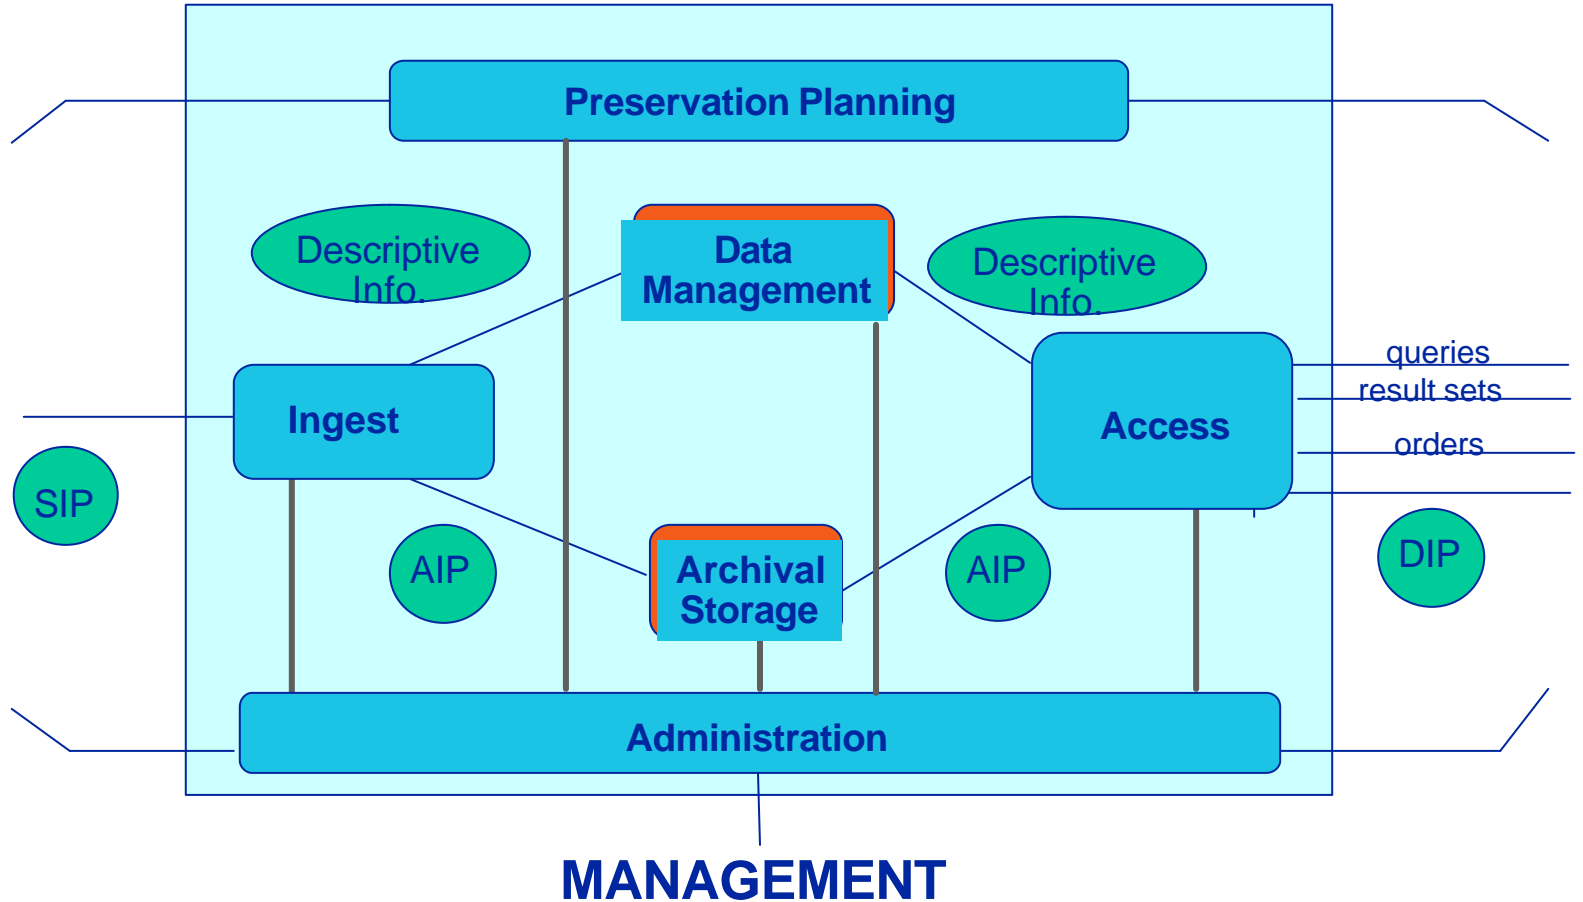 Preservation Planning
Descriptive
Info.
Data
Management
Descriptive
Info.
queries
result sets
orders
Ingest
Access
SIP
AIP
Archival
Storage
AIP
DIP
Administration
MANAGEMENT